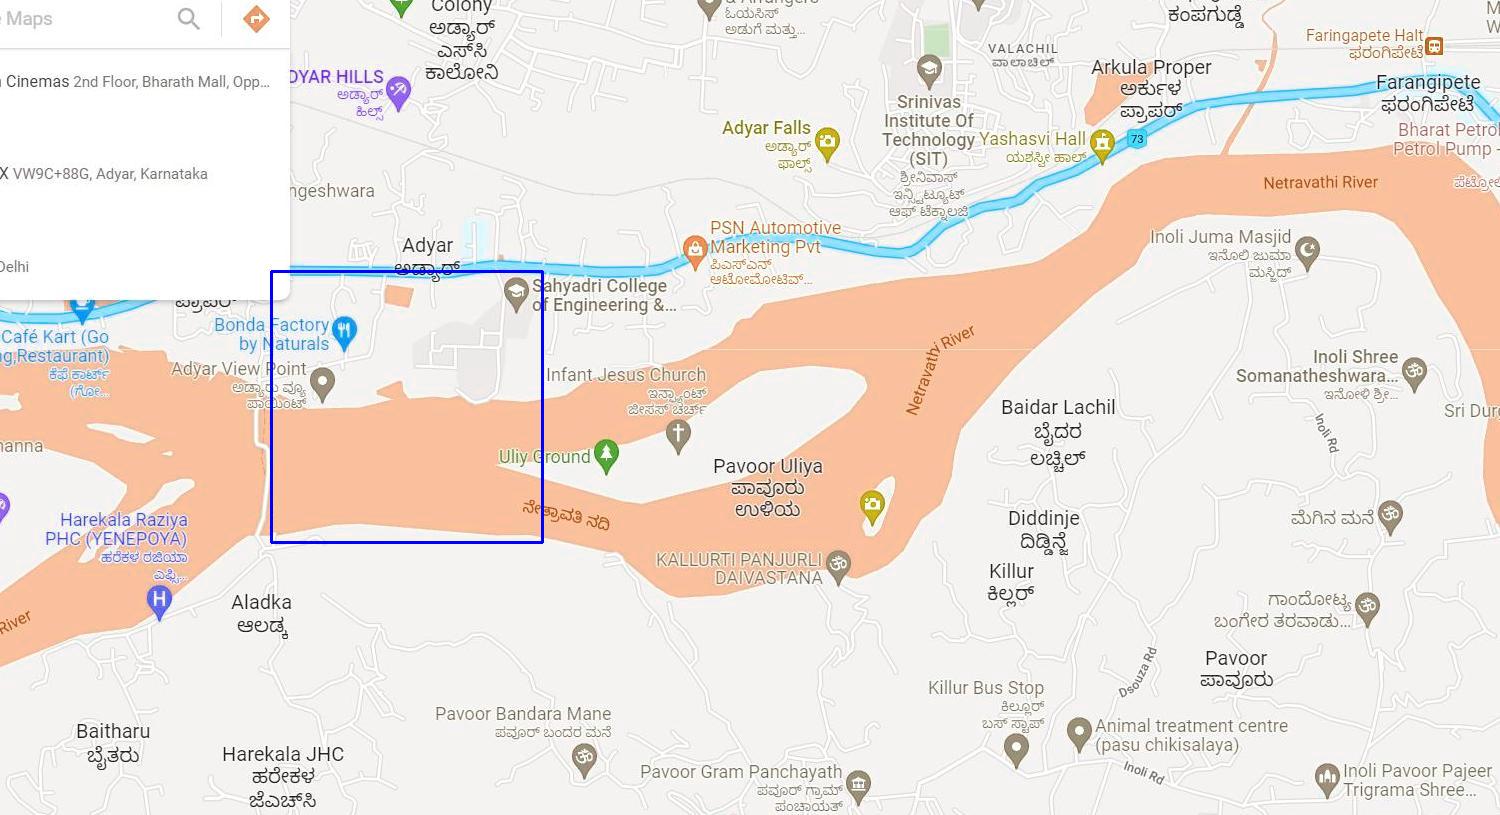 Maps
Cinemas 2nd Floor, Bharath Mall, Opp...
X VW9C+88G, Adyar, Karnataka
Delhi
Colony
ಅಡ್ಯಾರ್
ಎಸ್‌ಸಿ
ಕಾಲೋನಿ
DYAR HILLS
ಅಡ್ಯಾರ್
ಹಿಲ್ಸ್
ngeshwara
ಓಯಸಿಸ್
ಅಡುಗೆ ಮತ್ತು...
VALACHIL
ವಾಲಾಚಿಲ್
ಕಂಪಗುಡ್ಡೆ
Faringapete Halt
ಫರಂಗಿಪೇಟೆ
Arkula Proper
ಅರ್ಕುಳ
ಪ್ರಾಪರ್
Farangipete
ಫರಂಗಿಪೇಟೆ
Srinivas
Institute Of
Technology
(SIT)
ಶ್ರೀನಿವಾಸ್
ಇನ್ಸ್ಟಿಟ್ಯೂಟ್
ಆಫ್ ಟೆಕ್ನಾಲಜಿ
Adyar Falls
ಅಡ್ಯಾರ್
ಫಾಲ್ಸ್
Yashasvi Hall
ಯಶಸ್ವೀ ಹಾಲ್
73
Bharat Petrol
Petrol Pump -
Netravathi River
Adyar
ಅಡ್ಯಾರ್
PSN Automotive
Marketing Pvt
ಪಿಎಸ್ಎನ್
ಆಟೋಮೋಟಿವ್...
Inoli Juma Masjid
ಇನೋಲಿ ಜುಮಾ
ಮಸ್ಜಿದ್
Sahyadri College
of Engineering &...
ಪ್ರಾಪರ್
Bonda Factory
by Naturals
Café Kart (Go
ng,Restaurant)
ಕೆಫೆ ಕಾರ್ಟ್
(ಗೋ...
Adyar View Point
ಅಡ್ಯಾರು ವ್ಯೂ
ಪಾಯಿಂಟ್
Infant Jesus Church
ಇನ್ಫ್ಯಾಂಟ್
ಜೀಸಸ್ ಚರ್ಚ್
Netravathi River
Inoli Shree
Somanatheshwara...
ಇನೋಳಿ ಶ್ರೀ...
Baidar Lachil
ಬೈದರ
ಲಚ್ಚಿಲ್
Inoli Rd
Sri Durg
manna
Uliy Ground
Pavoor Uliya
ಪಾವೂರು
ಉಳಿಯ
ನೇತ್ರಾವತಿ ನದಿ
Harekala Raziya
PHC (YENEPOYA)
ಹರೆಕಳ ರಜಿಯಾ
Diddinje
ದಿಡ್ಡಿನ್ಜೆ
ಮೆಗಿನ ಮನೆ
KALLURTI PANJURLI
DAIVASTANA
Killur
ಕಿಲ್ಲರ್
River
Aladka
ಆಲಡ್ಕ
ಗಾಂದೋಟ್ಯ
ಬಂಗೇರ ತರವಾಡು...
Pavoor
ಪಾವೂರು
Dsouza Rd
Killur Bus Stop
ಕಿಲ್ಲೂರ್
ಬಸ್ ಸ್ಟಾಪ್
Pavoor Bandara Mane
ಪವೂರ್ ಬಂದರ ಮನೆ
Animal treatment centre
(pasu chikisalaya)
Baitharu
ಬೈತರು
Harekala JHC
ಹರೇಕಳ
ಜೆಎಚ್‌ಸಿ
Pavoor Gram Panchayath
ಪವೂರ್ ಗ್ರಾಮ್
ಪಂಚಾಯತ್
Inoli Rd
Inoli Pavoor Pajeer
Trigrama Shree...